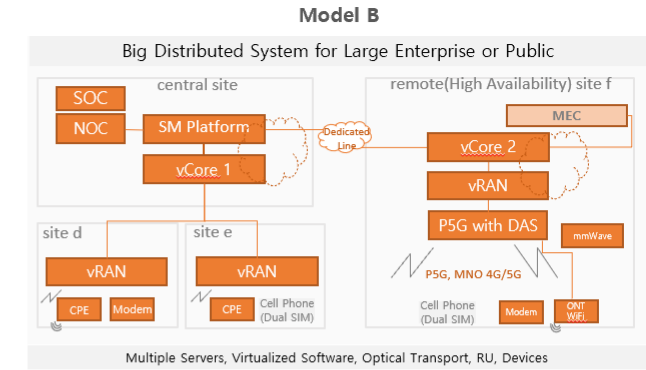 Model B
Big Distributed System for Large Enterprise or Public
central site
SOC
NOC
SM Platform
vCore 1
Dedicated
Line
remote(High Availability) site f
MEC
vCore 2
vRAN
P5G with DAS
mmWave
P5G, MNO 4G/5G
Cell Phone
(Dual SIM)
Modem
ONT
WiFi
site d
vRAN
CPE
Modem
site e
vRAN
CPE
Cell Phone
(Dual SIM)
Multiple Servers, Virtualized Software, Optical Transport, RU, Devices